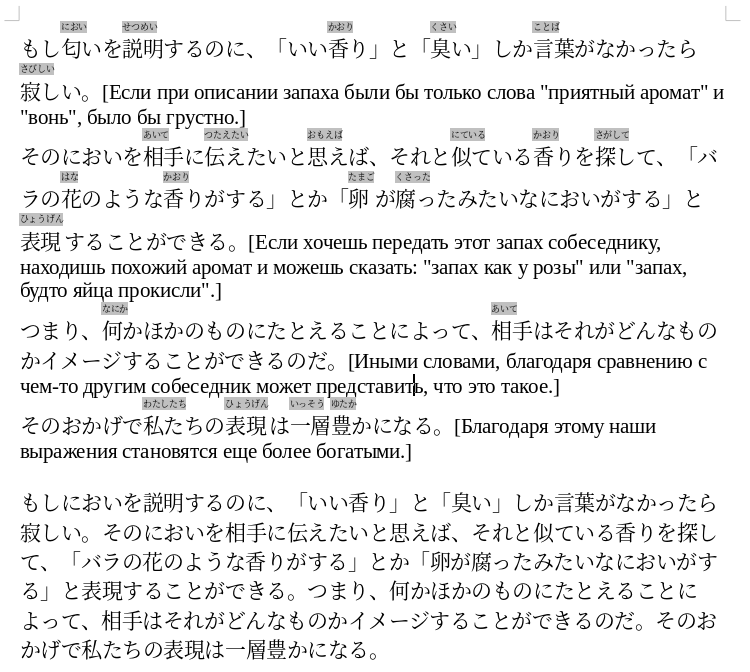 におい せつめい かおり くさい ことば
もし匂いを説明するのに、「いい香り」と「臭い」しか言葉がなかったら
さびしい
寂しい。[Если при описании запаха были бы только слова "приятный аромат" и
"вонь", было бы грустно.]
あいて つたえたい おもえば にている かおり さがして
そのにおいを相手に伝えたいと思えば、それと似ている香りを探して、「バ
はな かおり たまご くさった
ラの花のような香りがする」とか「卵 が腐ったみたいなにおいがする」と
ひょうげん
表現 することができる。[Если хочешь передать этот запах собеседнику,
находишь похожий аромат и можешь сказать: "запах как у розы" или "запах,
будто яйца прокисли".]
なにか あいて
つまり、何かほかのものにたとえることによって、相手はそれがどんなもの
かイメージすることができるのだ。[Иными словами, благодаря сравнению с
чем-то другим собеседник может представить, что это такое.]
わたしたち ひょうげん いっそう ゆたか
そのおかげで私たちの表現 は一層豊かになる。[Благодаря этому наши
выражения становятся еще более богатыми.]
もしにおいを説明するのに、「いい香り」と「臭い」しか言葉がなかったら
寂しい。そのにおいを相手に伝えたいと思えば、それと似ている香りを探し
て、「バラの花のような香りがする」とか「卵が腐ったみたいなにおいがす
る」と表現することができる。つまり、何かほかのものにたとえることに
よって、相手はそれがどんなものかイメージすることができるのだ。そのお
かげで私たちの表現は一層豊かになる。